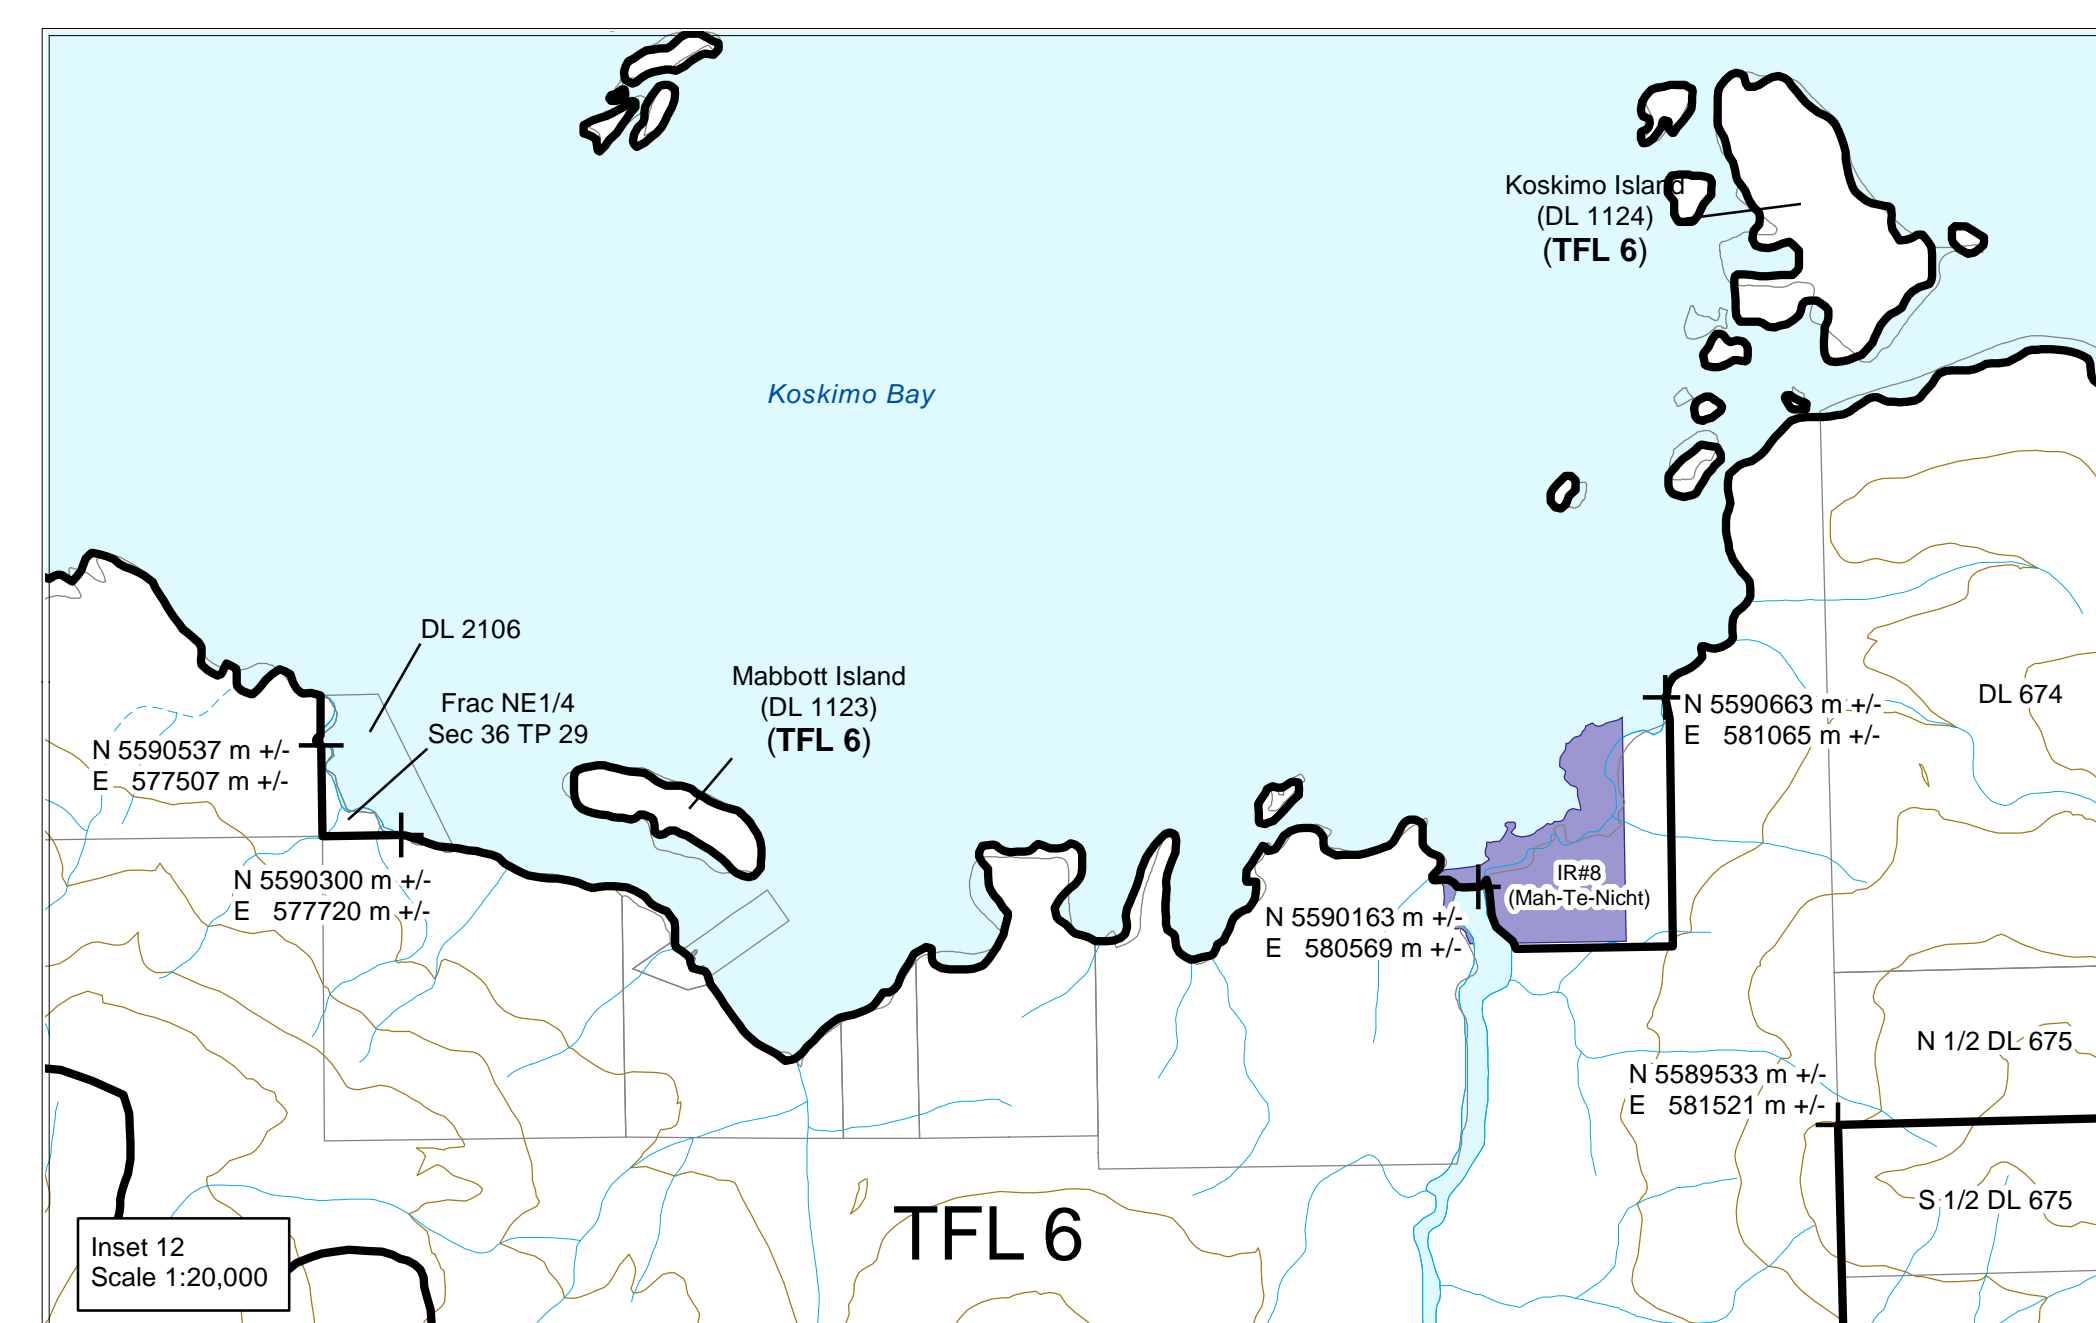 Koskimo Island
(DL 1124)
(TFL 6)
Koskimo Bay
DL 2106
Frac NE1/4
Sec 36 TP 29
Mabbott Island
(DL 1123)
(TFL 6)
N 5590537 m +/-
E 577507 m +/-
N 5590663 m +/-
E 581065 m +/-
DL 674
N 5590300 m +/-
E 577720 m +/-
IR#8
(Mah-Te-Nicht)
N 5590163 m +/-
E 580569 m +/-
N 1/2 DL 675
N 5589533 m +/-
E 581521 m +/-
S 1/2 DL 675
TFL 6
Inset 12
Scale 1:20,000